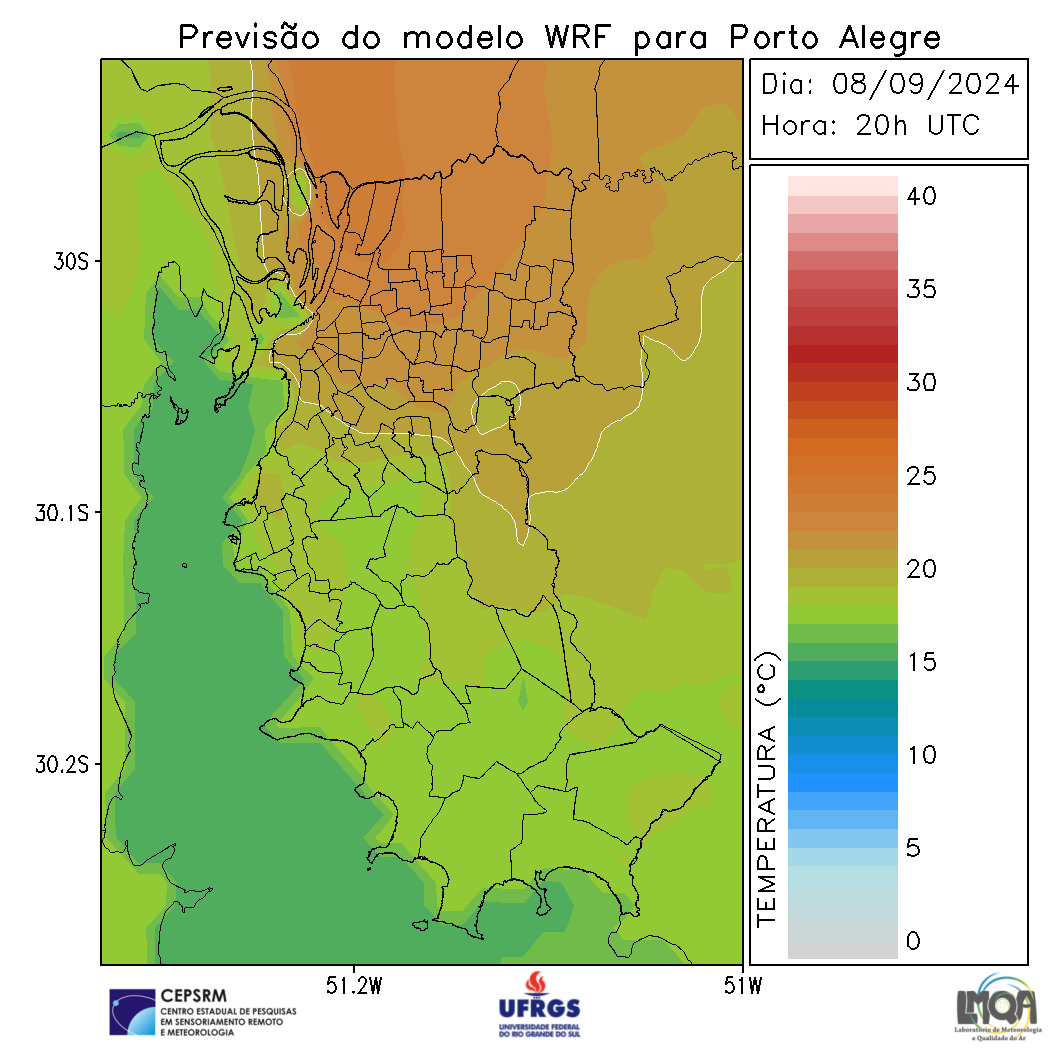 Previsão do modelo WRF para Porto Alegre
Dia: 08/09/2024
Hora: 20h UTC
30S
30.1S
30.2S
51.2W
51W
40
35
30
25
20
15
10
5
0
TEMPERATURA (°C)
CEPSRM
CENTRO ESTADUAL DE PESQUISAS
EM SENSORIAMENTO REMOTO
E METEOROLOGIA
UFRGS
UNIVERSIDADE FEDERAL
DO RIO GRANDE DO SUL
LMQA
Laboratório de Meteorologia
e Qualidade do Ar